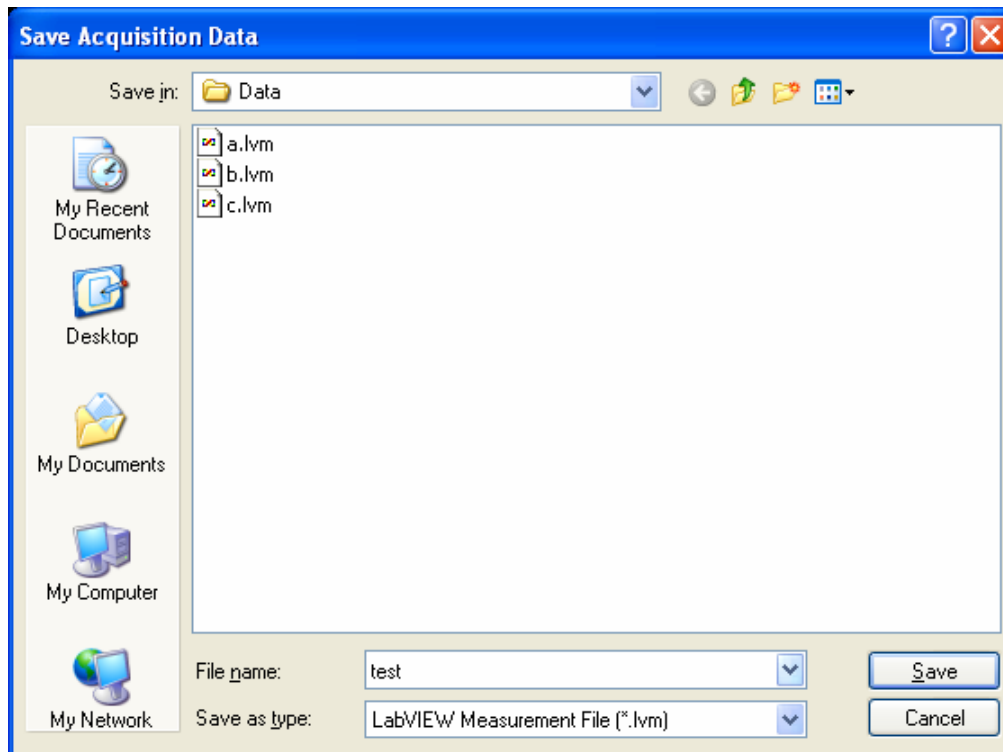 Save Acquisition Data
Save in: Data
a.lvm
b.lvm
c.lvm
My Recent
Documents
Desktop
My Documents
My Computer
My Network
File name: test Save
Save as type: LabVIEW Measurement File (*.lvm) Cancel